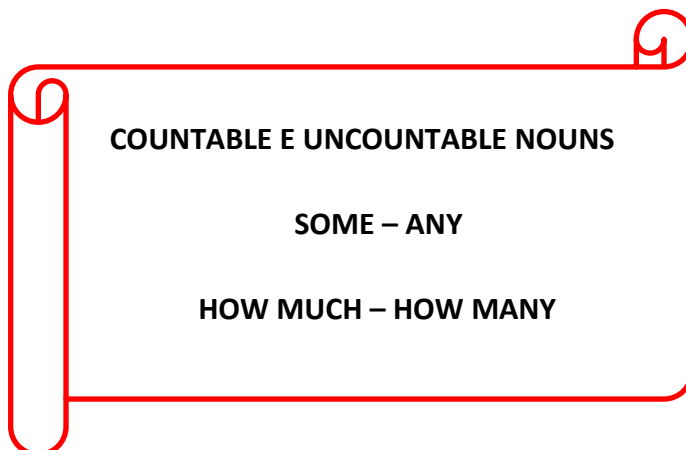 COUNTABLE E UNCOUNTABLE NOUNS
SOME – ANY
HOW MUCH – HOW MANY